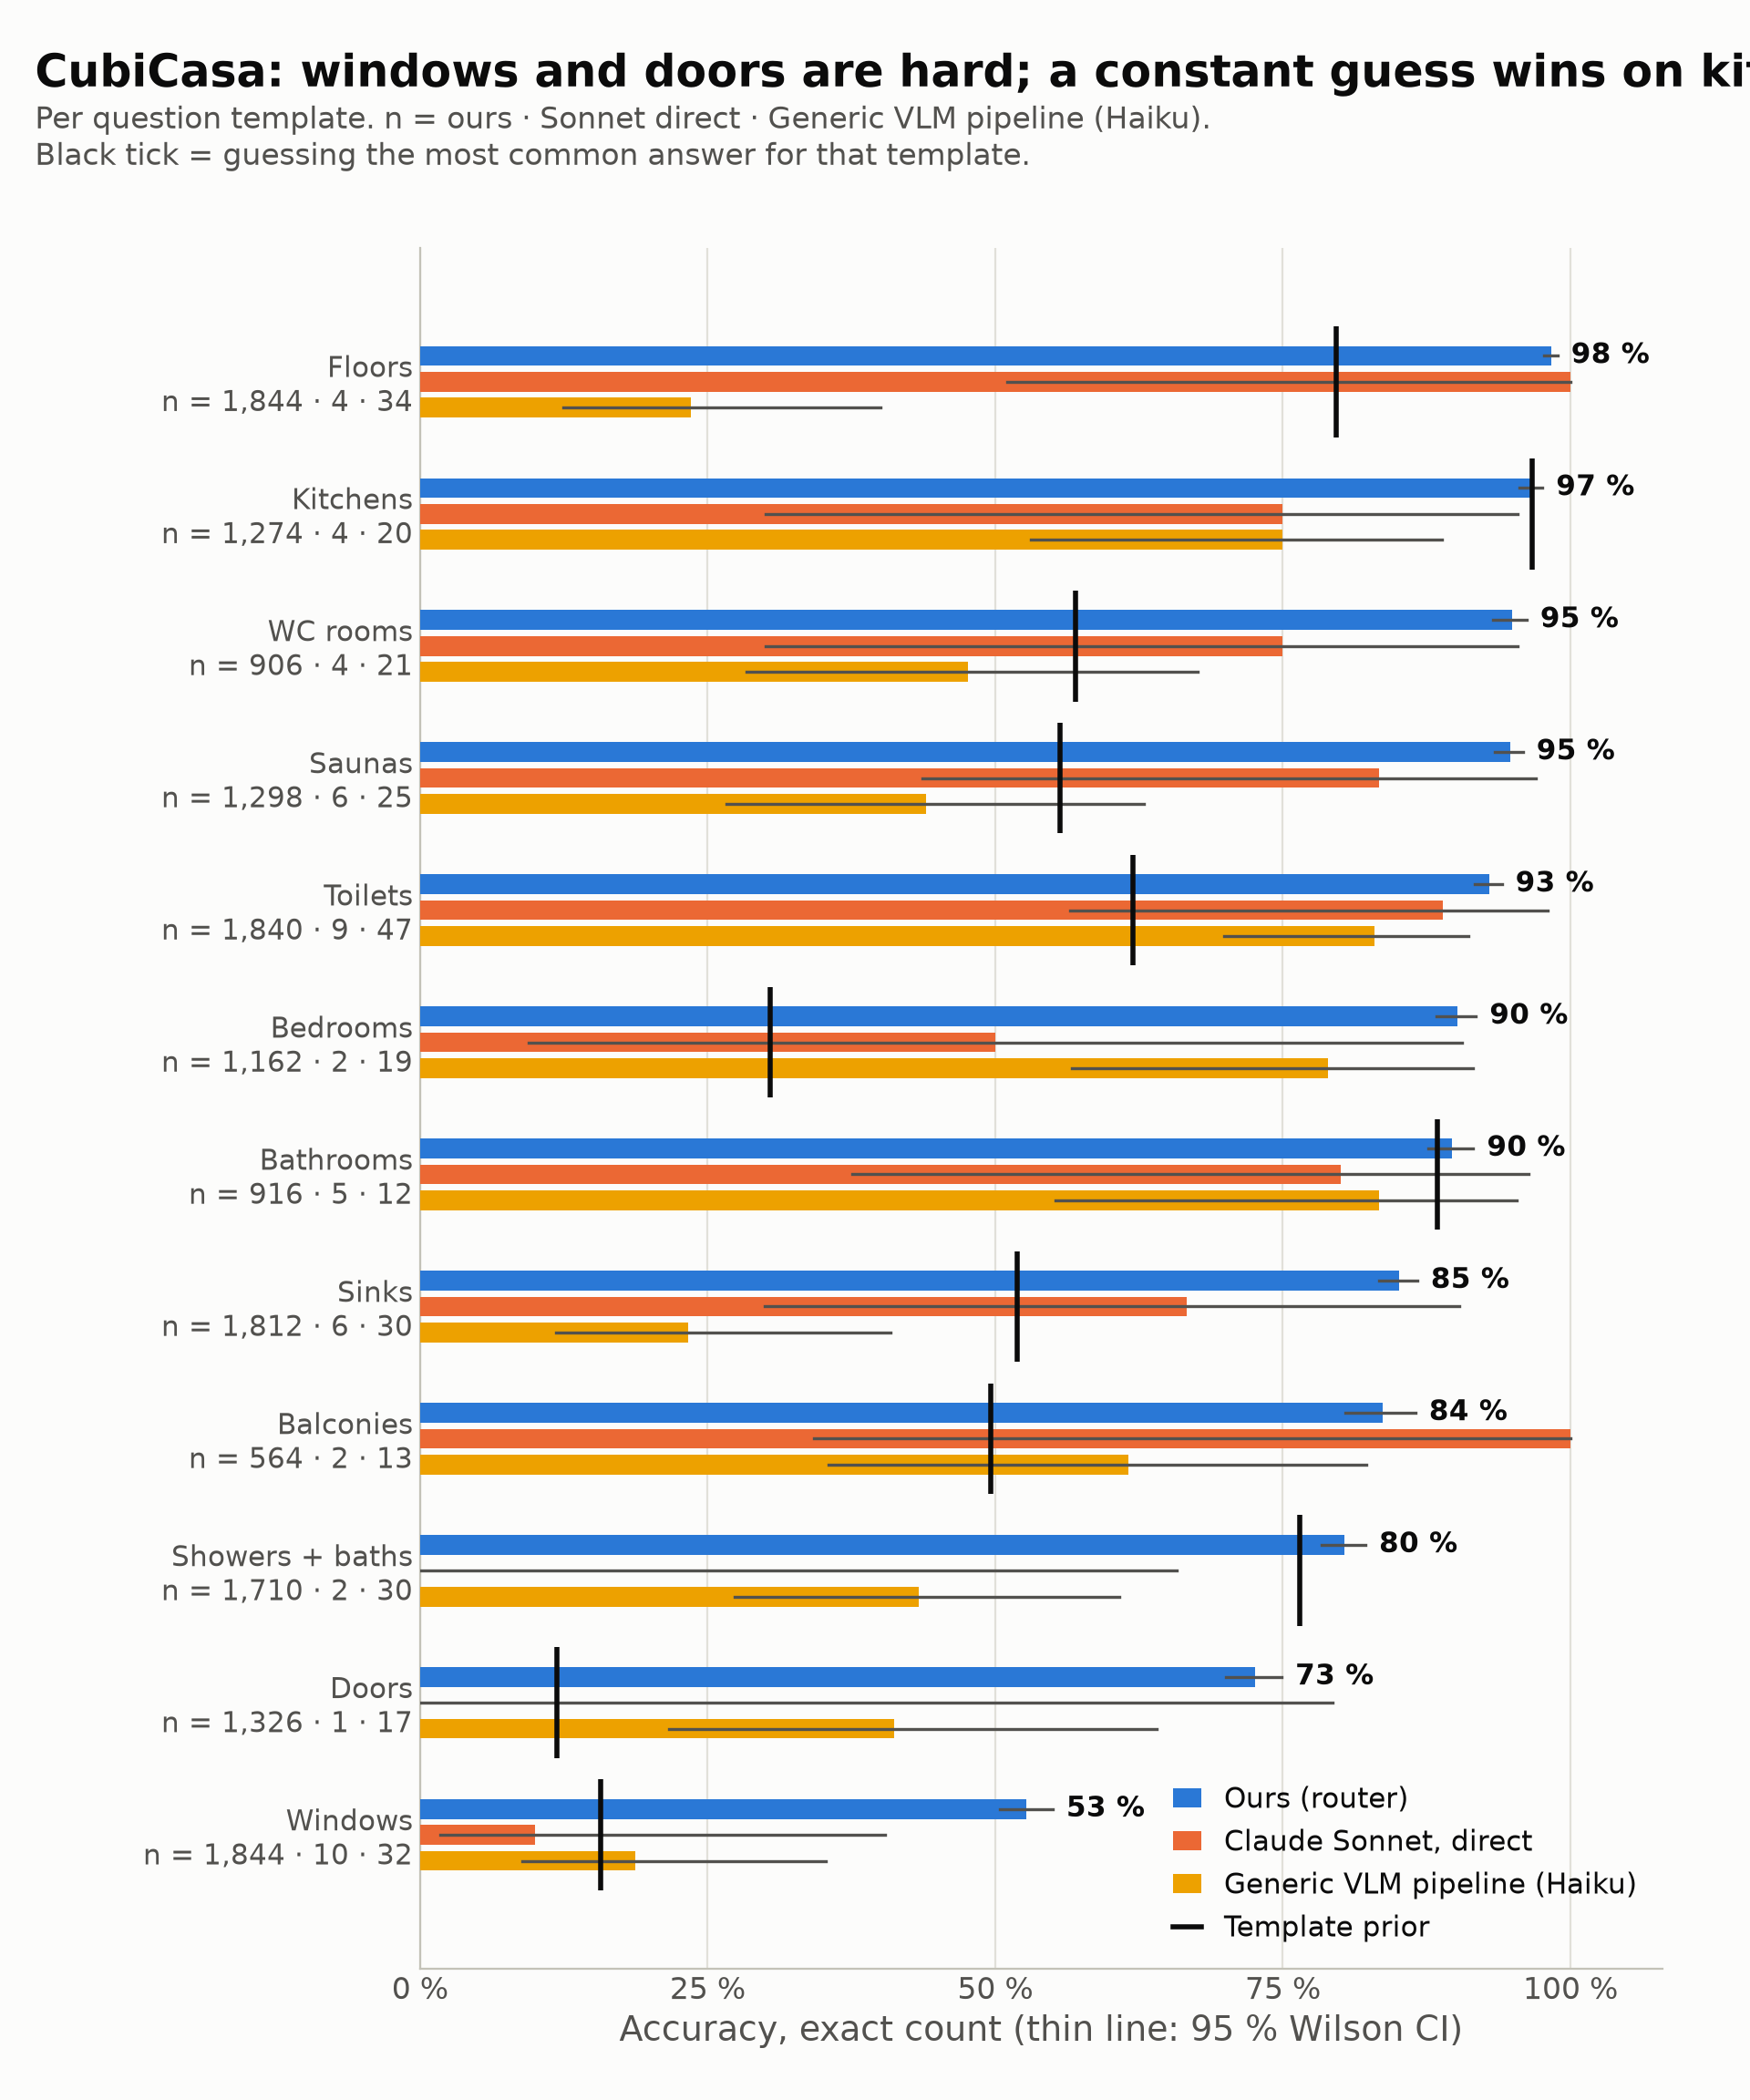 CubiCasa: windows and doors are hard; a constant guess wins on ki
Per question template. n = ours · Sonnet direct · Generic VLM pipeline (Haiku).
Black tick = guessing the most common answer for that template.
Floors
n = 1,844 · 4 · 34
98 %
Kitchens
n = 1,274 · 4 · 20
97 %
WC rooms
n = 906 · 4 · 21
95 %
Saunas
n = 1,298 · 6 · 25
95 %
Toilets
n = 1,840 · 9 · 47
93 %
Bedrooms
n = 1,162 · 2 · 19
90 %
Bathrooms
n = 916 · 5 · 12
90 %
Sinks
n = 1,812 · 6 · 30
85 %
Balconies
n = 564 · 2 · 13
84 %
Showers + baths
n = 1,710 · 2 · 30
80 %
Doors
n = 1,326 · 1 · 17
73 %
Windows
n = 1,844 · 10 · 32
53 %
Ours (router)
Claude Sonnet, direct
Generic VLM pipeline (Haiku)
Template prior
0 % 25 % 50 % 75 % 100 %
Accuracy, exact count (thin line: 95 % Wilson CI)